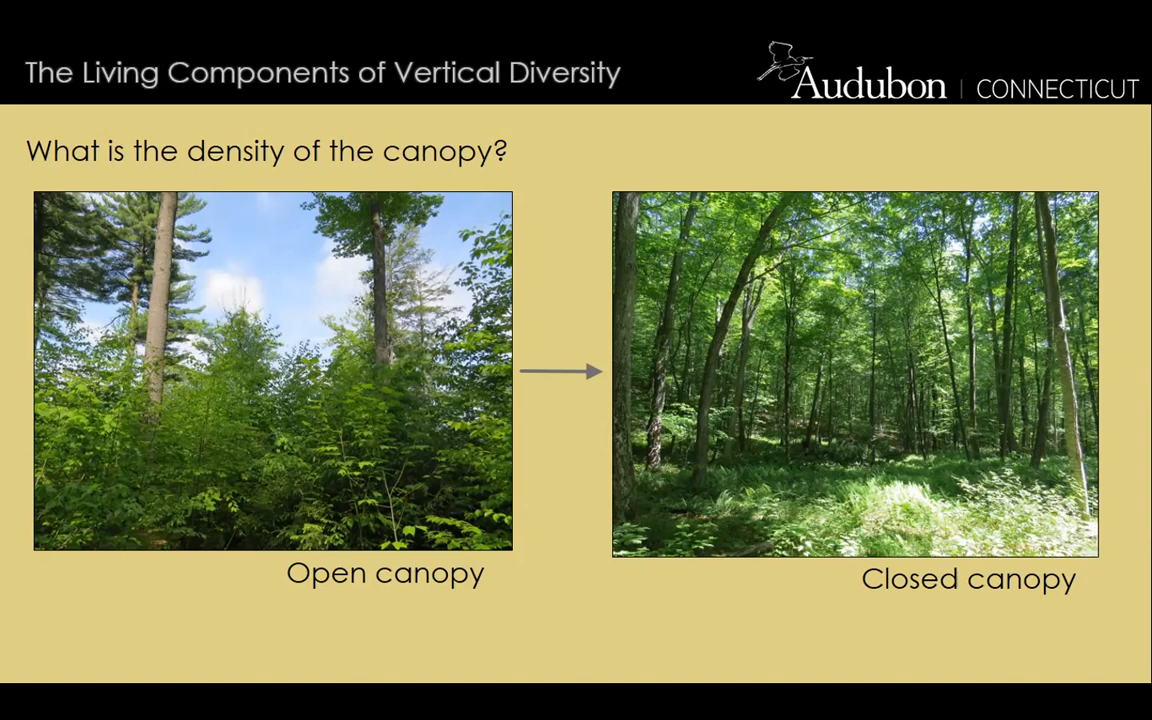 The Living Components of Vertical Diversity
Audubon | CONNECTICUT
What is the density of the canopy?
Open canopy
Closed canopy